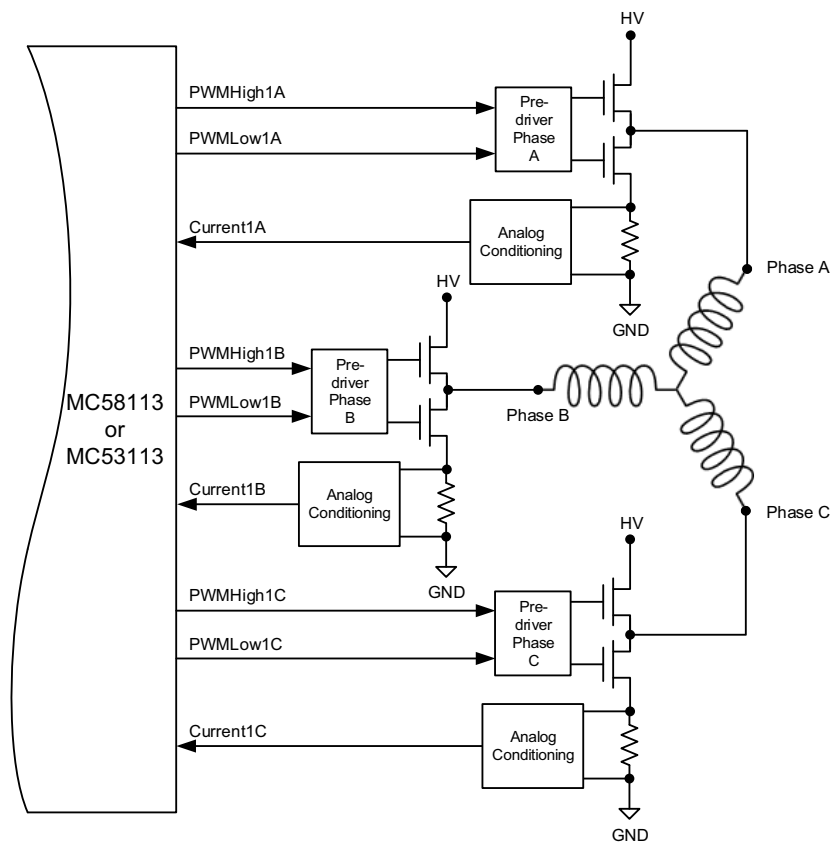 HV
PWMHigh1A
Pre-
driver
Phase
A
PWMLow1A
Current1A
Analog
Conditioning
GND
Phase A
HV
PWMHigh1B
Pre-
driver
Phase
B
PWMLow1B
MC58113
or
MC53113
Phase B
Current1B
Analog
Conditioning
GND
Phase C
HV
PWMHigh1C
Pre-
driver
Phase
C
PWMLow1C
Current1C
Analog
Conditioning
GND